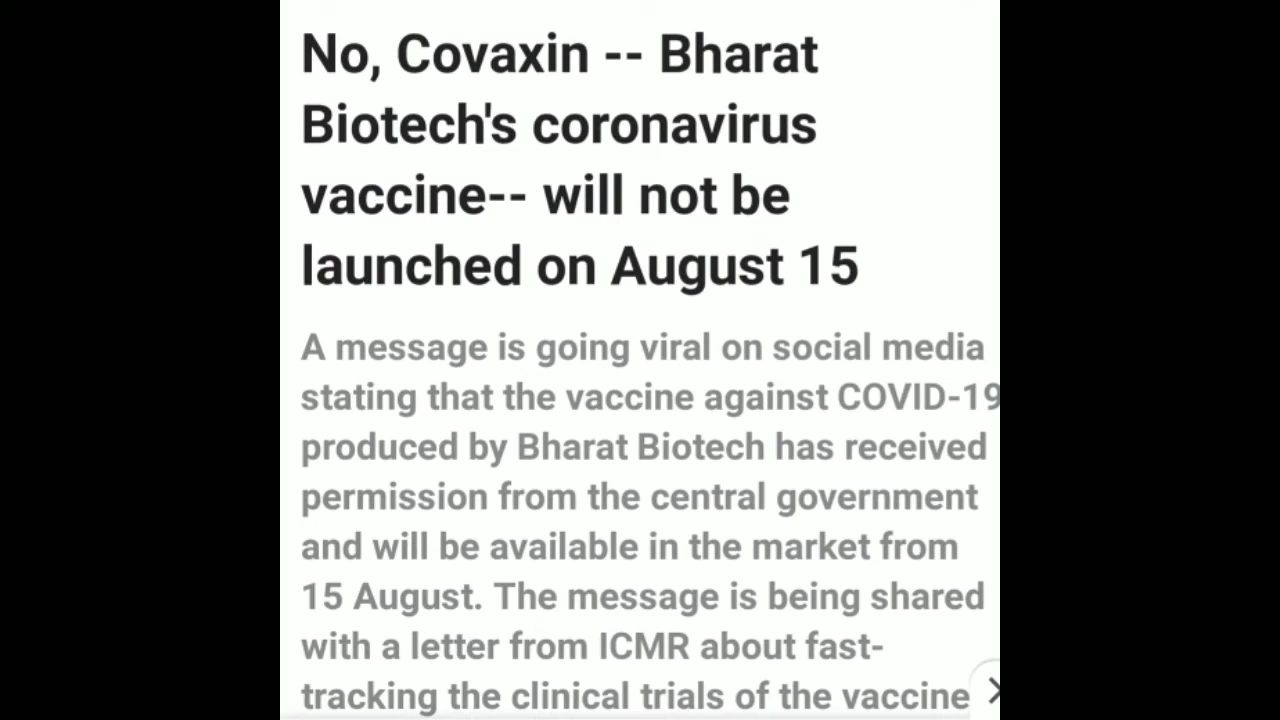 No, Covaxin -- Bharat
Biotech's coronavirus
vaccine-- will not be
launched on August 15
A message is going viral on social media
stating that the vaccine against COVID-19
produced by Bharat Biotech has received
permission from the central government
and will be available in the market from
15 August. The message is being shared
with a letter from ICMR about fast-
tracking the clinical trials of the vaccine